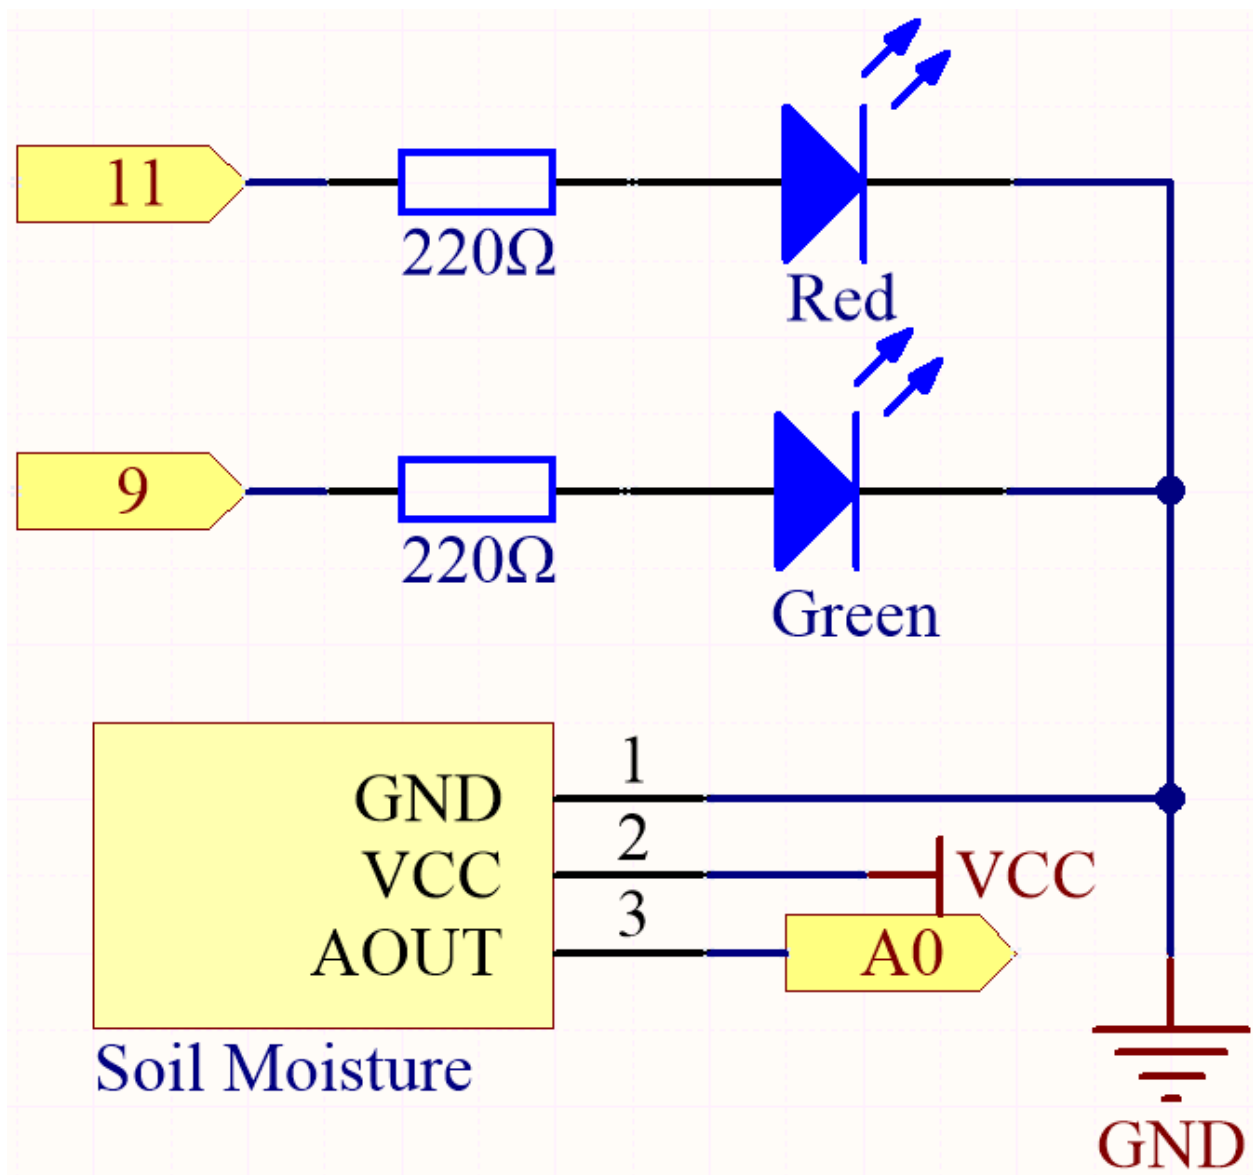 11
220Ω
Red
9
220Ω
Green
1
GND
2
VCC
VCC
3
AOUT
A0
Soil Moisture
GND